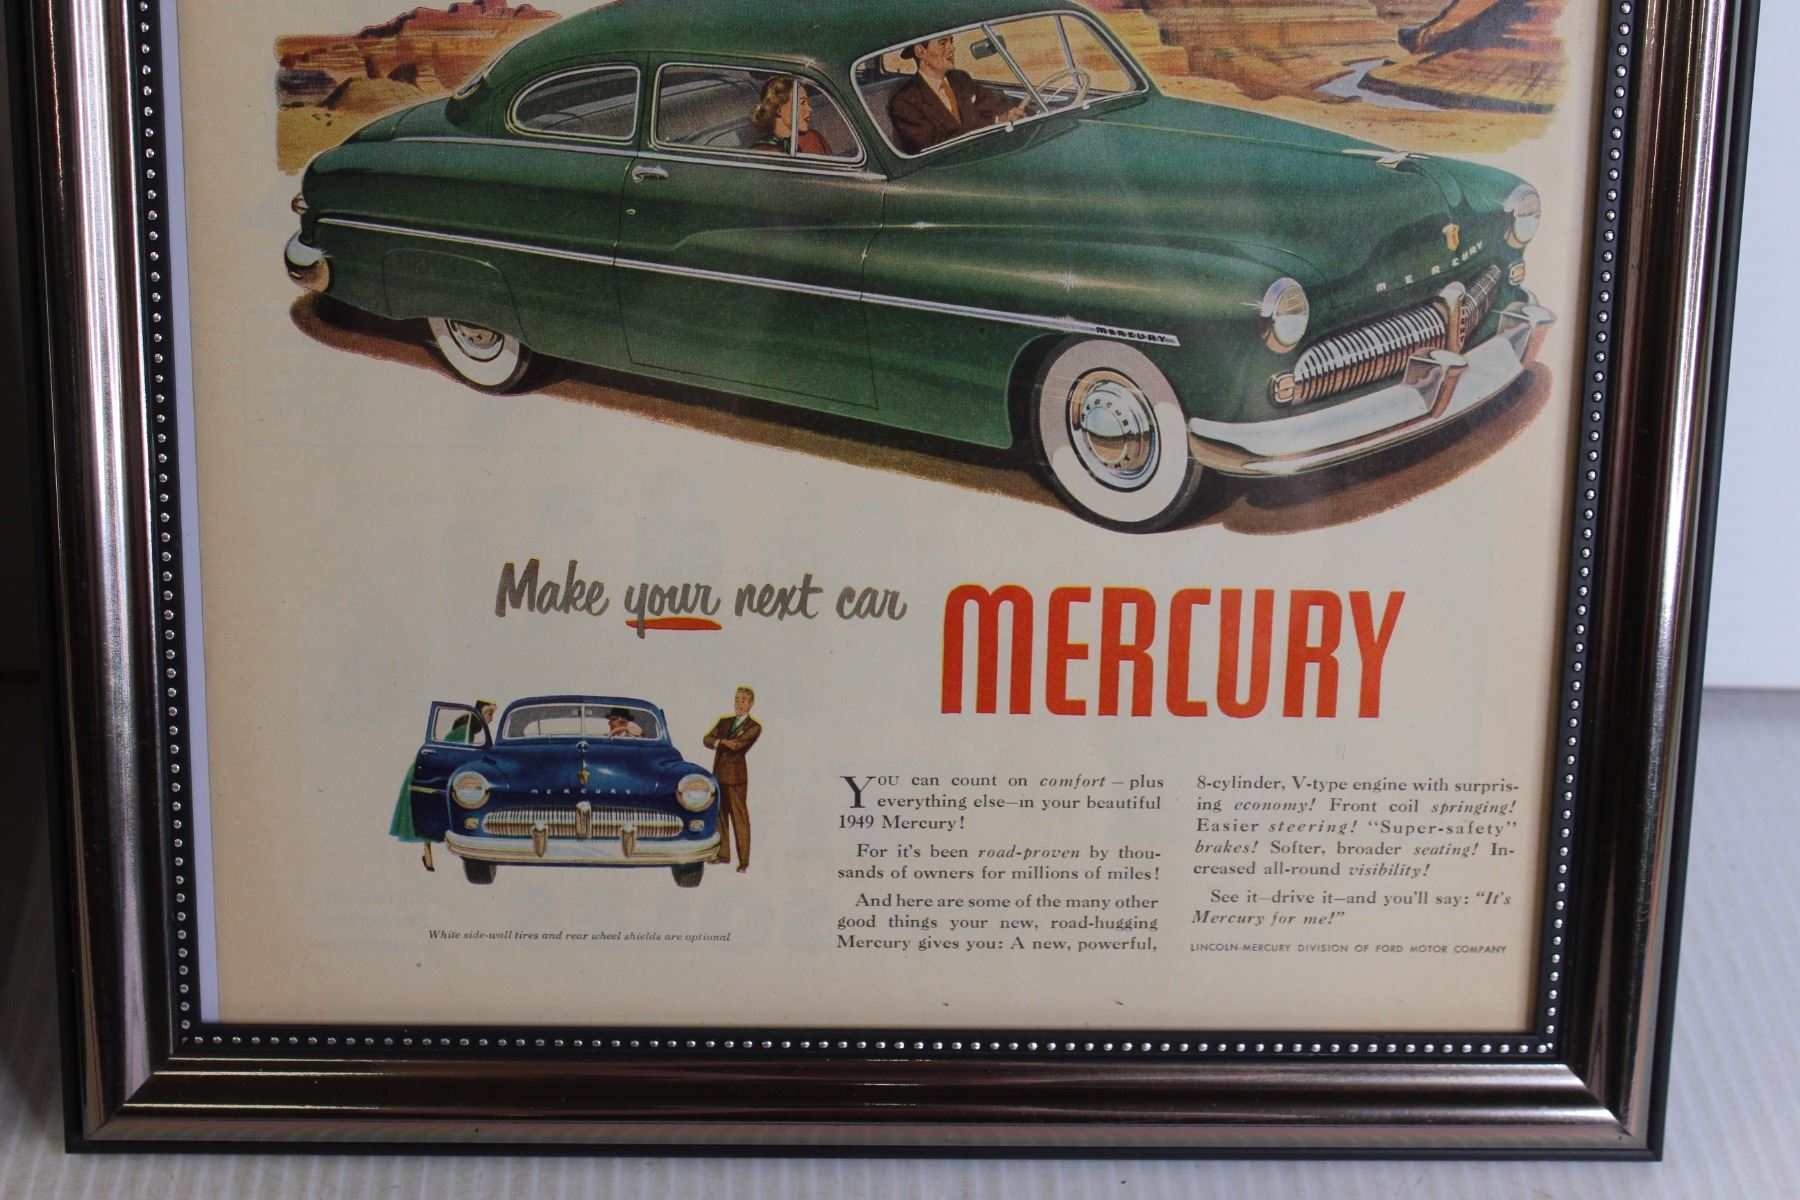 MERCURY
MERCURY
MERCURY
Make your next car MERCURY
MERCURY
White side-wall tires and rear wheel shields are optional
YOU can count on comfort—plus
everything else—in your beautiful
1949 Mercury!
For it's been road-proven by thou-
sands of owners for millions of miles!
And here are some of the many other
good things your new, road-hugging
Mercury gives you: A new, powerful,
8-cylinder, V-type engine with surpris-
ing economy! Front coil springing!
Easier steering! "Super-safety"
brakes! Softer, broader seating! In-
creased all-round visibility!
See it—drive it—and you'll say: "It's
Mercury for me!"
LINCOLN-MERCURY DIVISION OF FORD MOTOR COMPANY